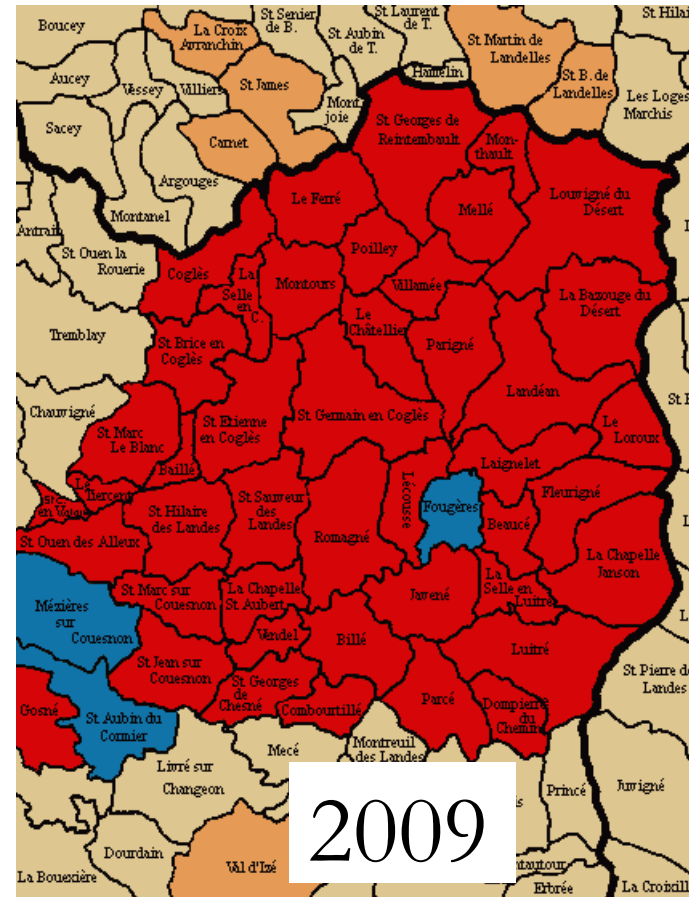 Boucey
La Croix
Avranchin
St Senier
de B.
St Laurent
de T.
St Aubin
de T.
St Martin de
Landelles
St Hilai
Aucey
Vessey
Villiers
St James
Hamelin
St B. de
Landelles
Les Loges
Marchis
Mont
joie
Sacey
Carnet
St Georges de
Reintembault
Mon-
thault
Argouges
Le Ferré
Mellé
Louvigné du
Désert
Montanel
Antrain
St Ouen la
Rouerie
Poilley
Coglès
La
Selle
en
C.
Montours
Villamée
La Bazouge du
Désert
Le
Châtellier
Tremblay
St Brice en
Coglès
Parigné
Landéan
Chauvigné
St Marc
Le Blanc
St Etienne
en Coglès
St Germain en Coglès
Le
Loroux
Baillé
Laignelet
Le
Tiercent
St Hilaire
des Landes
St Sauveur
des
Landes
Lécousse
Fougères
Fleurigné
Romagné
Beaucé
St Ouen des Alleux
La Chapelle
Janson
St Marc sur
Couesnon
La Chapelle
St Aubert
Javené
La
Selle en
Luitré
Mézières
sur
Couesnon
Vendel
Billé
Luitré
St Jean sur
Couesnon
St Georges
de
Chesné
St Pierre de
Landes
Gosné
St Aubin du
Cormier
Combourtillé
Parcé
Dompierre
du
Chemin
Mecé
Montreuil
des Landes
Livré sur
Changeon
Princé
Juvigné
2009
Dourdain
Val d'Izé
La Bouexière
ntautour
Erbrée
La Croixill